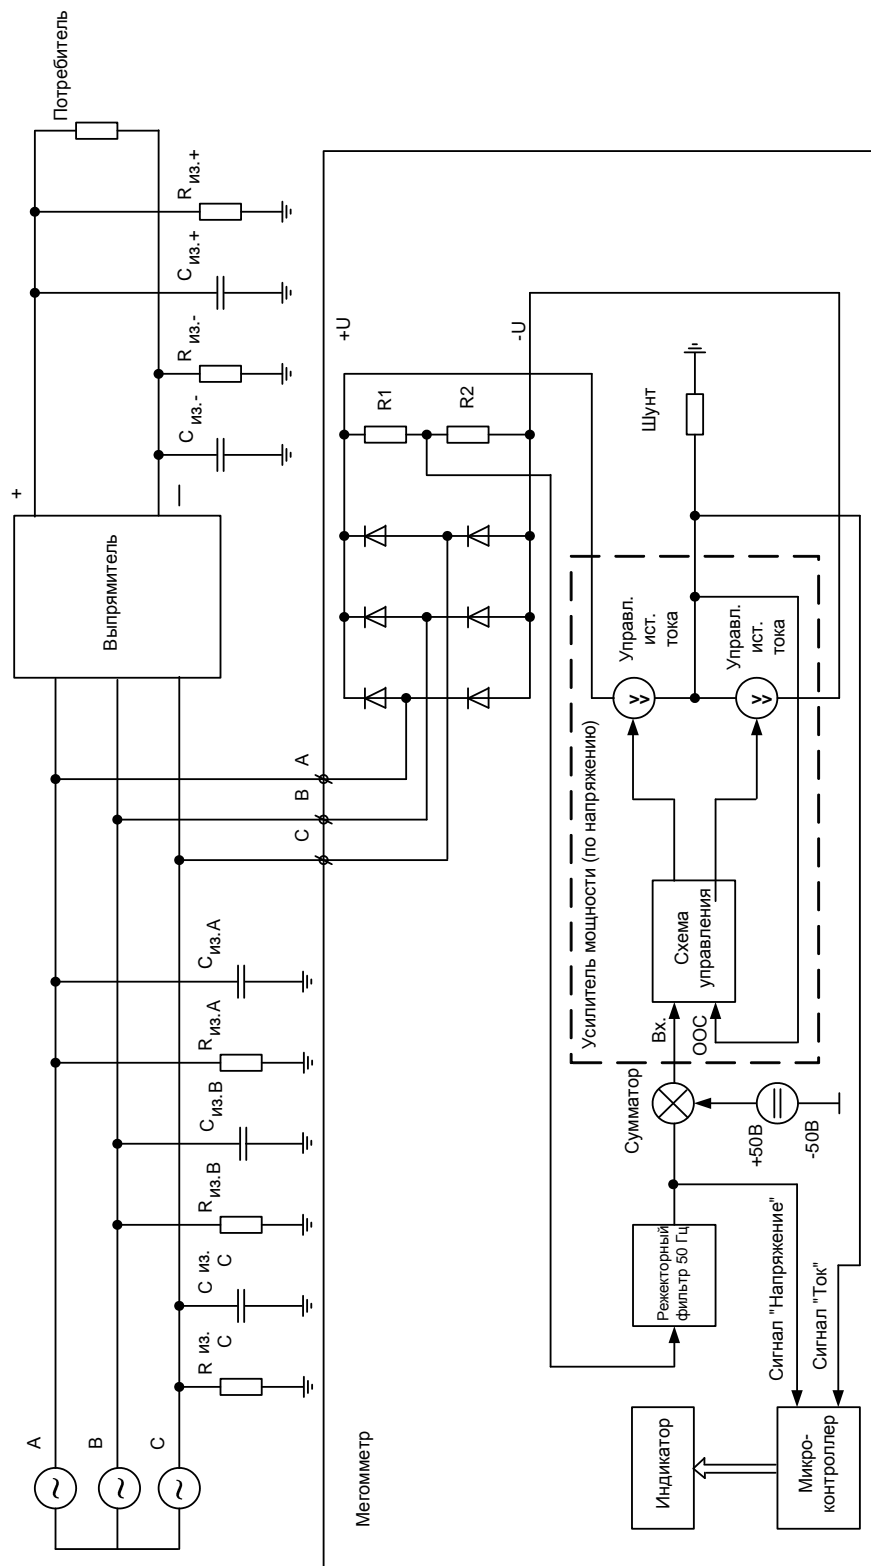 A
B
C
R из.
C
C из.
C
R из.B
C из.B
R из.A
C из.A
Выпрямитель
+
—
C из.-
R из.-
C из.+
R из.+
Потребитель
Мегомметр
C
B
A
+U
-U
R1
R2
Усилитель мощности (по напряжению)
Управл.
ист.
тока
Управл.
ист.
тока
Шунт
Схема
управления
Вх.
ООС
Сумматор
+50В
-50В
Режекторный
фильтр 50 Гц
Сигнал "Напряжение"
Сигнал "Ток"
Индикатор
Микро-
контроллер